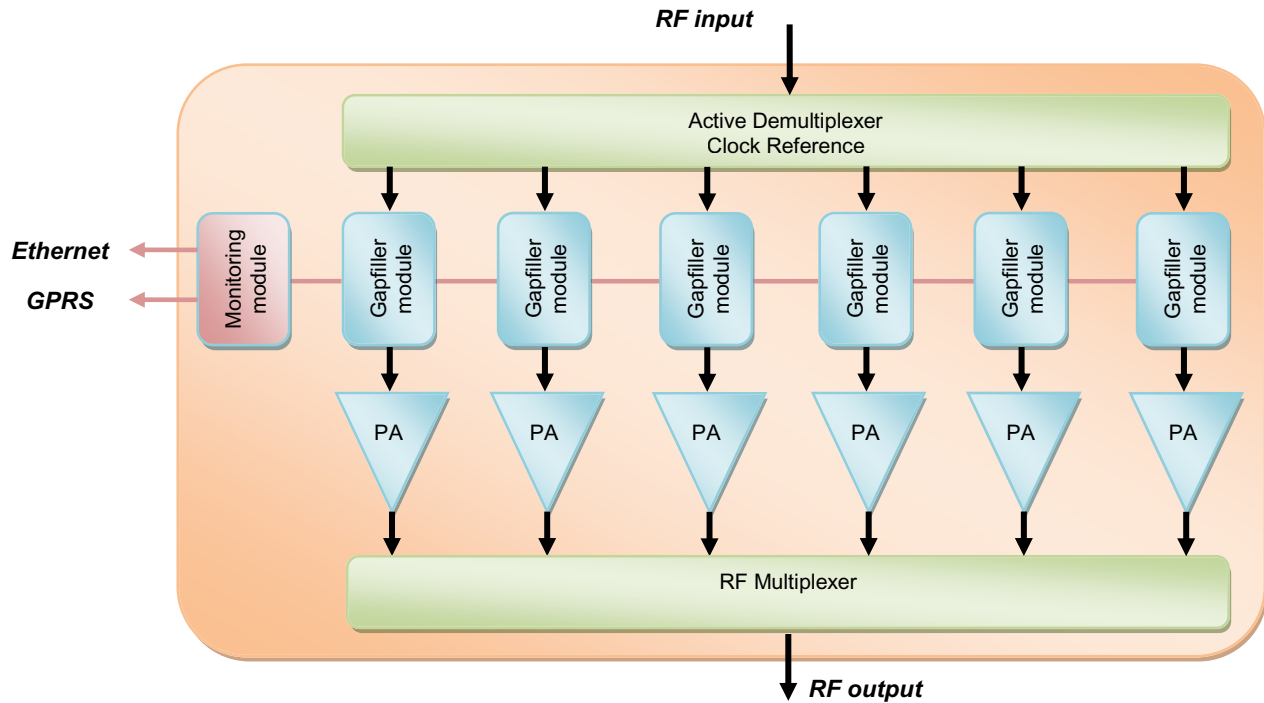 RF input
Active Demultiplexer
Clock Reference
Ethernet
GPRS
Monitoring
module
Gapfiller
module
Gapfiller
module
Gapfiller
module
Gapfiller
module
Gapfiller
module
Gapfiller
module
PA
PA
PA
PA
PA
PA
RF Multiplexer
RF output